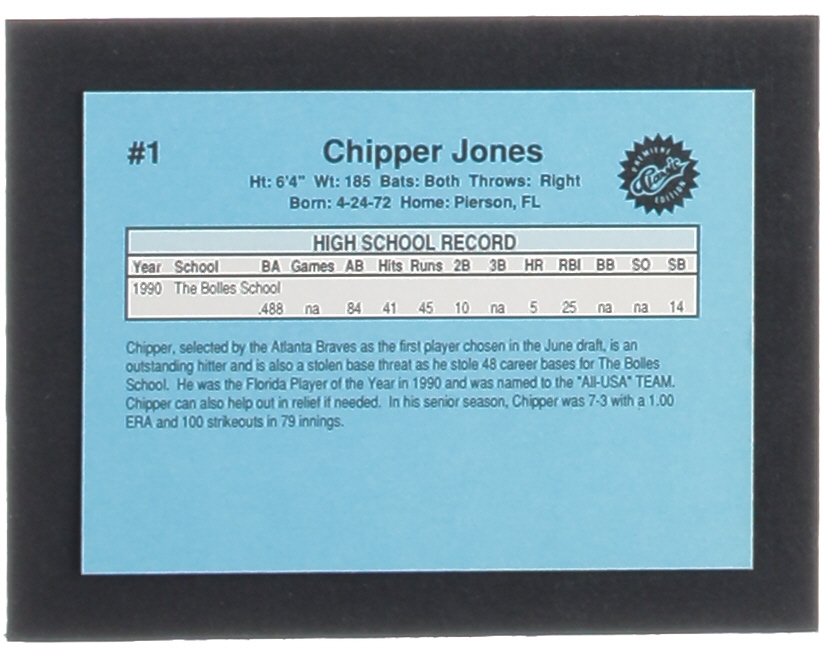 #1
Chipper Jones
Ht: 6'4" Wt: 185 Bats: Both Throws: Right
Born: 4-24-72 Home: Pierson, FL
PREMIERE
Classic
EDITION
HIGH SCHOOL RECORD
Year School BA Games AB Hits Runs 2B 3B HR RBI BB SO SB
1990 The Bolles School
.488 na 84 41 45 10 na 5 25 na na 14
Chipper, selected by the Atlanta Braves as the first player chosen in the June draft, is an
outstanding hitter and is also a stolen base threat as he stole 48 career bases for The Bolles
School. He was the Florida Player of the Year in 1990 and was named to the "All-USA" TEAM.
Chipper can also help out in relief if needed. In his senior season, Chipper was 7-3 with a 1.00
ERA and 100 strikeouts in 79 innings.